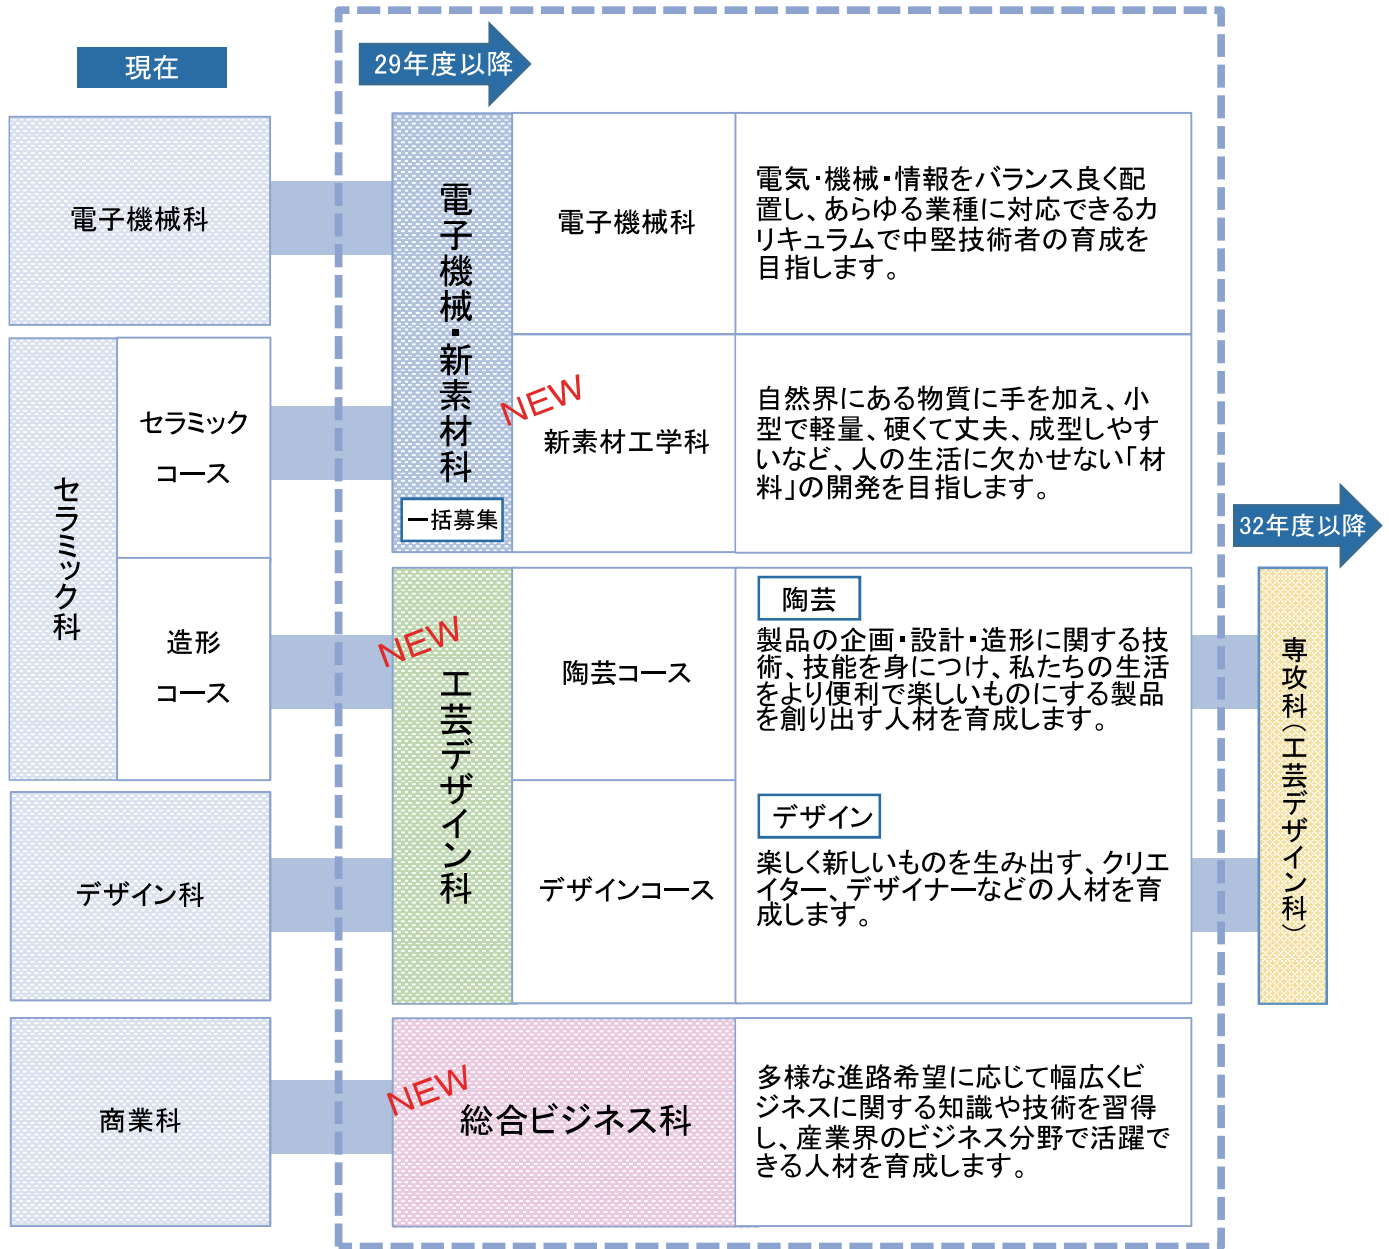 現在
29年度以降
電子機械科
電子機械・新素材科
一括募集
電子機械科
電気・機械・情報をバランス良く配
置し、あらゆる業種に対応できるカ
リキュラムで中堅技術者の育成を
目指します。
セラミック科
セラミック
コース
NEW
新素材工学科
自然界にある物質に手を加え、小
型で軽量、硬くて丈夫、成型しやす
いなど、人の生活に欠かせない「材
料」の開発を目指します。
32年度以降
造形
コース
NEW
工芸デザイン科
陶芸コース
陶芸
製品の企画・設計・造形に関する技
術、技能を身につけ、私たちの生活
をより便利で楽しいものにする製品
を創り出す人材を育成します。
専攻科(工芸デザイン科)
デザイン科
デザインコース
デザイン
楽しく新しいものを生み出す、クリエ
イター、デザイナーなどの人材を育
成します。
商業科
NEW
総合ビジネス科
多様な進路希望に応じて幅広くビ
ジネスに関する知識や技術を習得
し、産業界のビジネス分野で活躍で
きる人材を育成します。